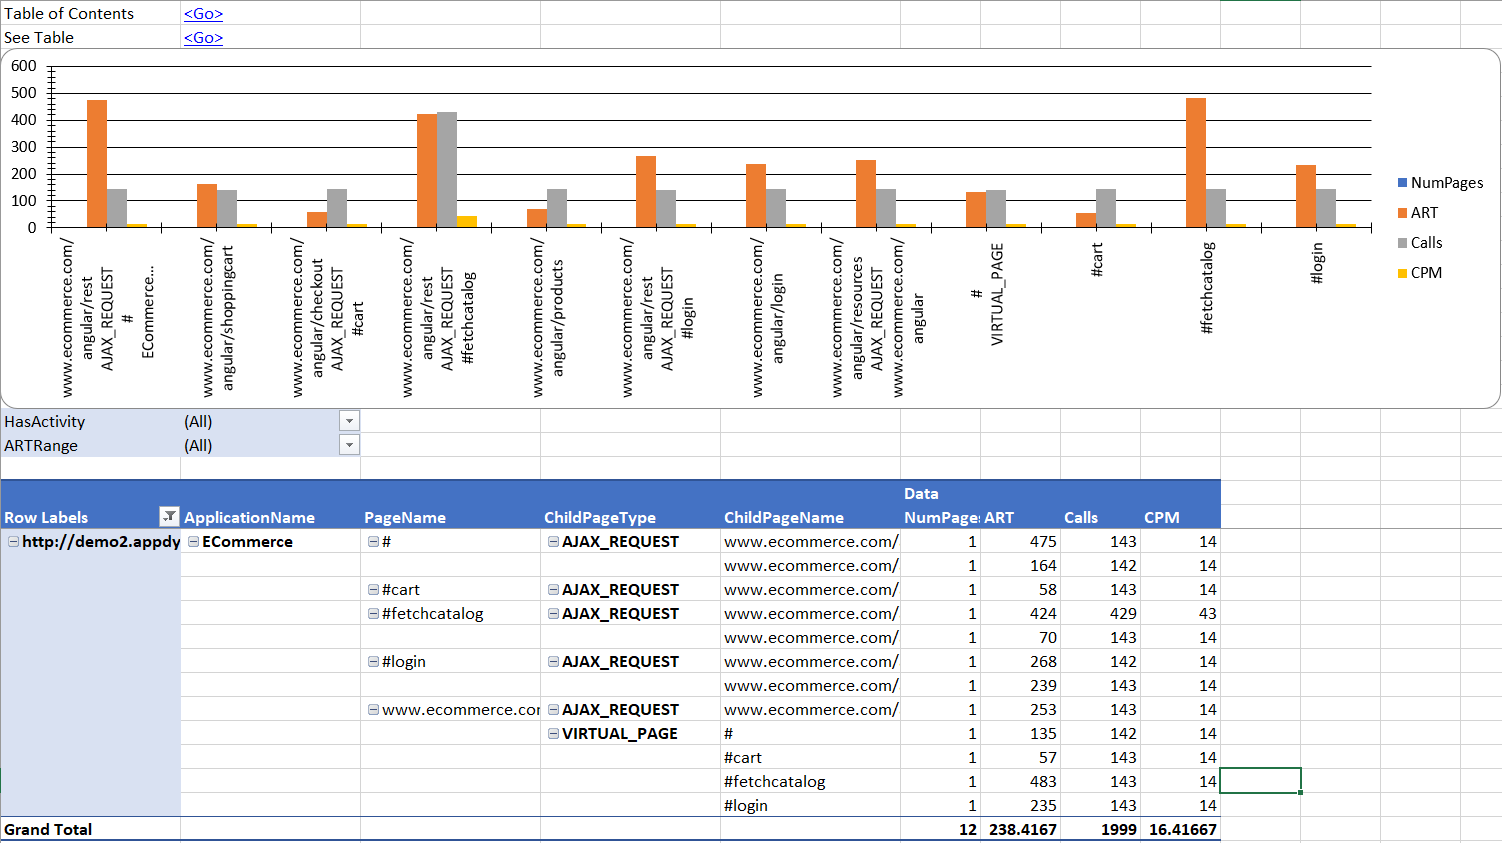 Table of Contents <Go>
See Table <Go>
600
500
400
300
200
100
0
www.ecommerce.com/
angular/rest
AJAX_REQUEST
#
ECommerce...
www.ecommerce.com/
angular/shoppingcart
www.ecommerce.com/
angular/checkout
AJAX_REQUEST
#cart
www.ecommerce.com/
angular/rest
AJAX_REQUEST
#fetchcatalog
www.ecommerce.com/
angular/products
www.ecommerce.com/
angular/rest
AJAX_REQUEST
#login
www.ecommerce.com/
angular/login
www.ecommerce.com/
angular/resources
AJAX_REQUEST
www.ecommerce.com/
angular
#
VIRTUAL_PAGE
#cart
#fetchcatalog
#login
NumPages
ART
Calls
CPM
HasActivity (All)
ARTRange (All)
Data
Row Labels ApplicationName PageName ChildPageType ChildPageName NumPage: ART Calls CPM
http://demo2.appdy ECommerce # AJAX_REQUEST www.ecommerce.com/ 1 475 143 14
www.ecommerce.com/ 1 164 142 14
#cart AJAX_REQUEST www.ecommerce.com/ 1 58 143 14
#fetchcatalog AJAX_REQUEST www.ecommerce.com/ 1 424 429 43
www.ecommerce.com/ 1 70 143 14
#login AJAX_REQUEST www.ecommerce.com/ 1 268 142 14
www.ecommerce.com/ 1 239 143 14
www.ecommerce.cor AJAX_REQUEST www.ecommerce.com/ 1 253 143 14
VIRTUAL_PAGE # 1 135 142 14
#cart 1 57 143 14
#fetchcatalog 1 483 143 14
#login 1 235 143 14
Grand Total 12 238.4167 1999 16.41667